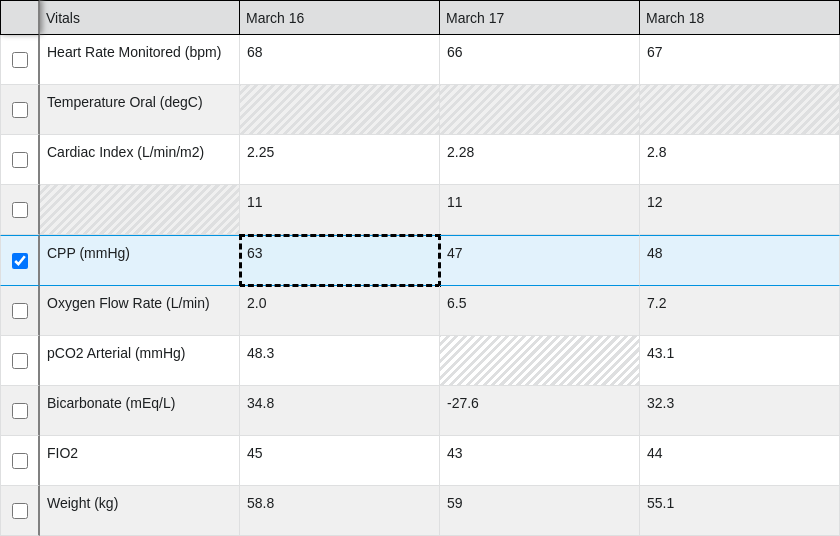 Vitals March 16 March 17 March 18
Heart Rate Monitored (bpm) 68 66 67
Temperature Oral (degC)
Cardiac Index (L/min/m2) 2.25 2.28 2.8
11 11 12
CPP (mmHg) 63 47 48
Oxygen Flow Rate (L/min) 2.0 6.5 7.2
pCO2 Arterial (mmHg) 48.3 43.1
Bicarbonate (mEq/L) 34.8 -27.6 32.3
FIO2 45 43 44
Weight (kg) 58.8 59 55.1